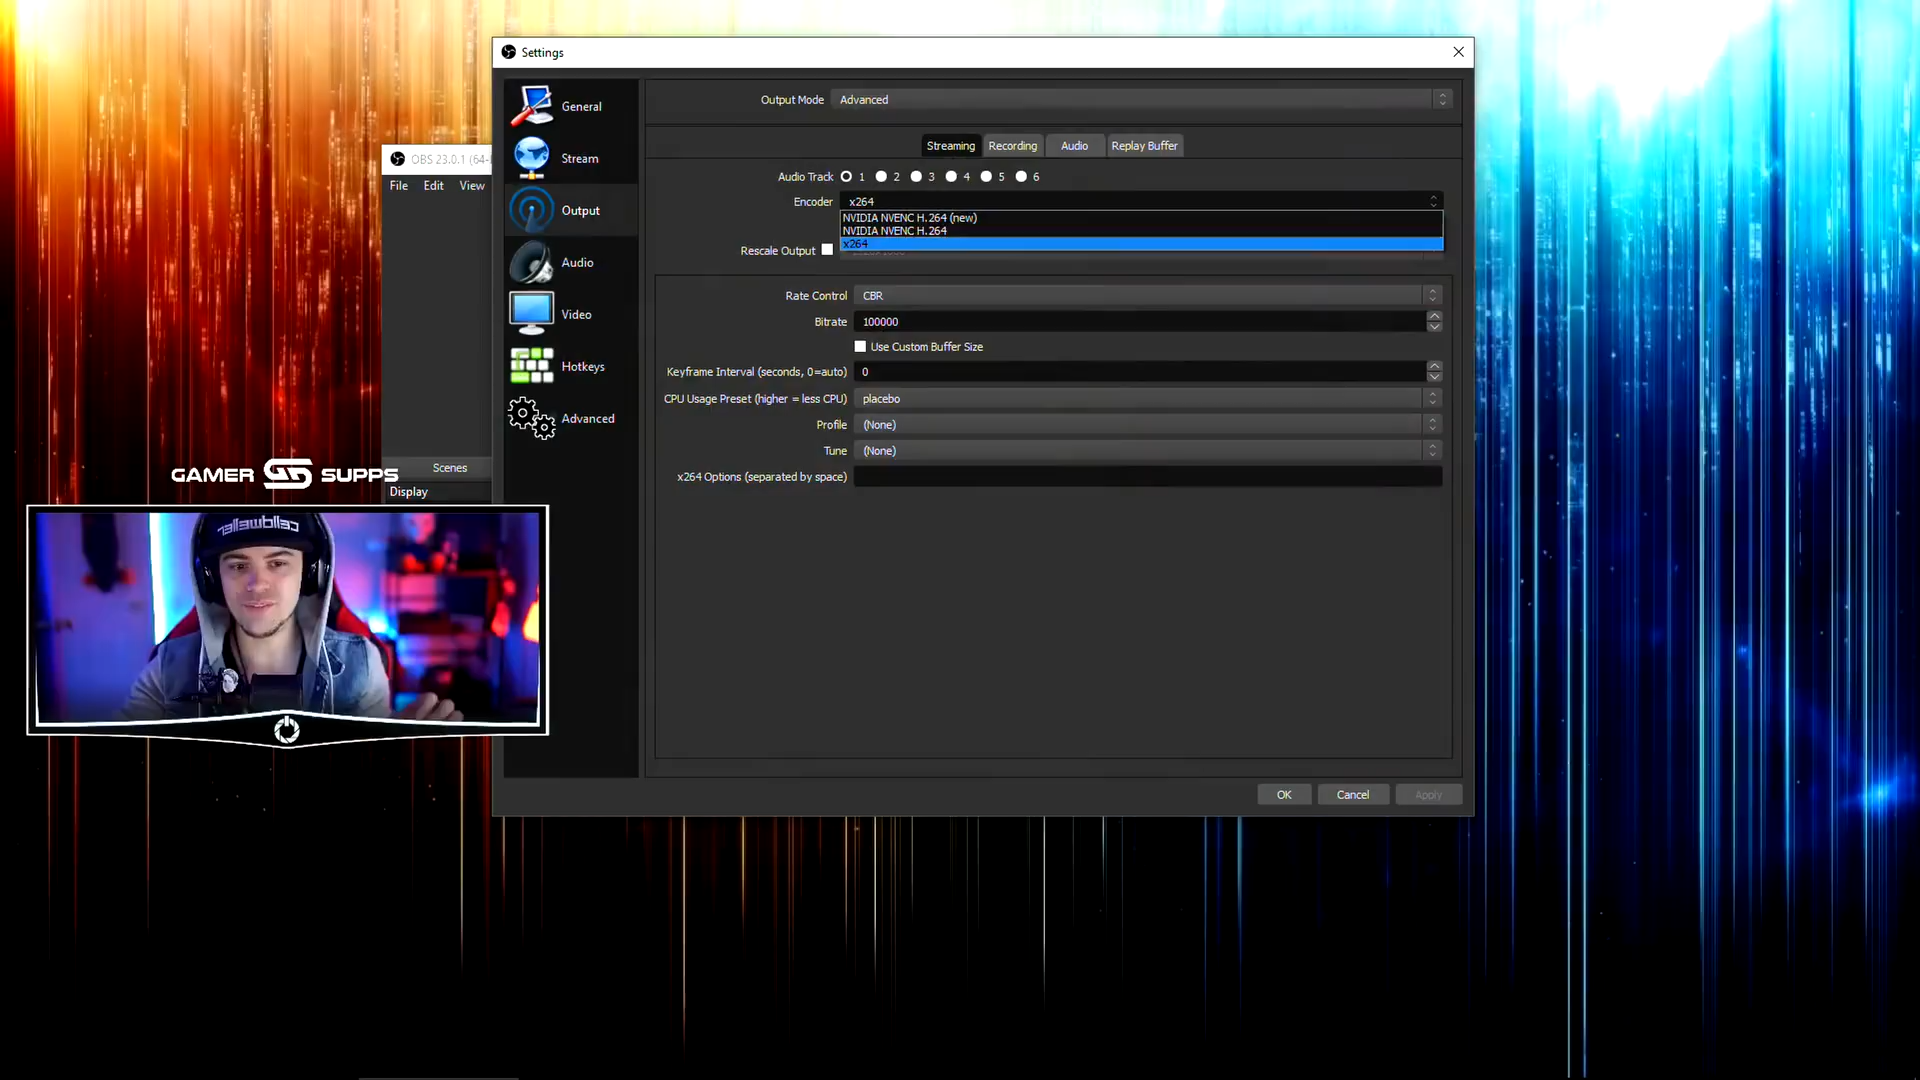 Settings
General
Stream
Output
Audio
Video
Hotkeys
Advanced
Output Mode Advanced
Streaming Recording Audio Replay Buffer
Audio Track 1 2 3 4 5 6
Encoder x264
NVIDIA NVENC H.264 (new)
NVIDIA NVENC H.264
x264
Rescale Output
Rate Control CBR
Bitrate 100000
Use Custom Buffer Size
Keyframe Interval (seconds, 0=auto) 0
CPU Usage Preset (higher = less CPU) placebo
Profile (None)
Tune (None)
x264 Options (separated by space)
OK Cancel Apply
OBS 23.0.1 (64-
File Edit View
Scenes
Display
GAMER GS SUPPS
celldweller